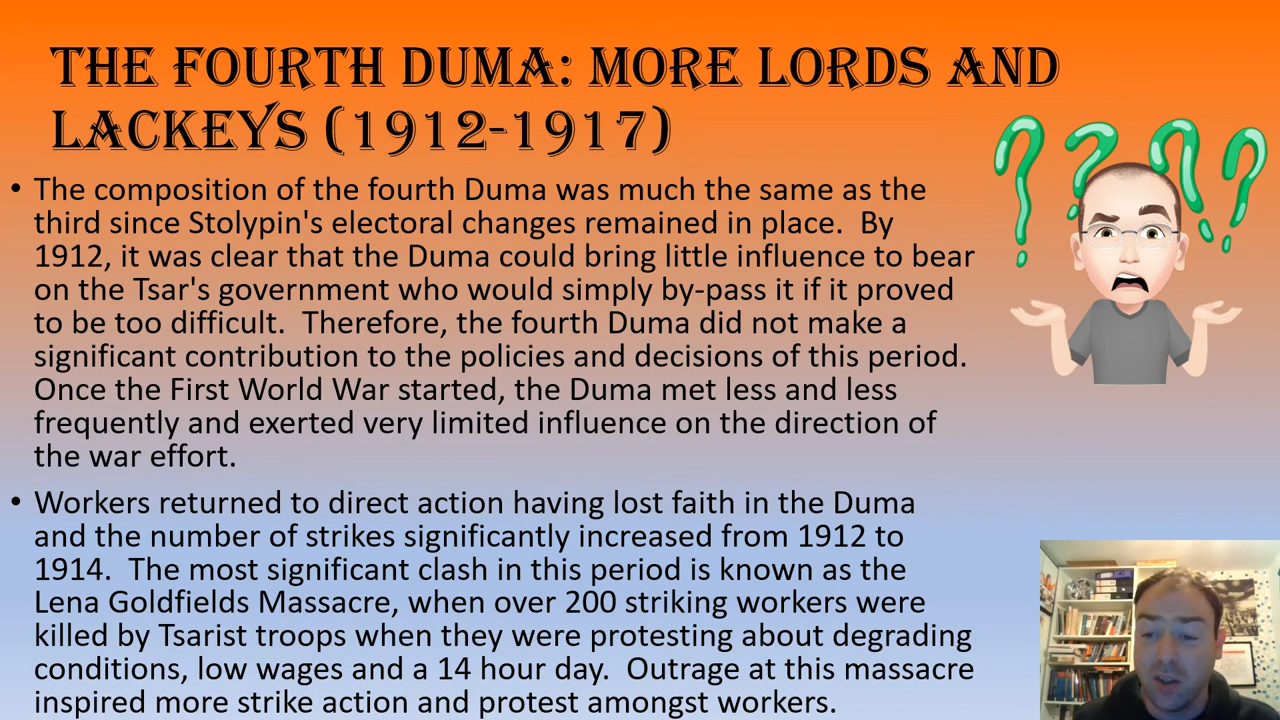 THE FOURTH DUMA: MORE LORDS AND
LACKEYS (1912-1917)
• The composition of the fourth Duma was much the same as the
third since Stolypin's electoral changes remained in place.  By
1912, it was clear that the Duma could bring little influence to bear
on the Tsar's government who would simply by-pass it if it proved
to be too difficult.  Therefore, the fourth Duma did not make a
significant contribution to the policies and decisions of this period.
Once the First World War started, the Duma met less and less
frequently and exerted very limited influence on the direction of
the war effort.
• Workers returned to direct action having lost faith in the Duma
and the number of strikes significantly increased from 1912 to
1914.  The most significant clash in this period is known as the
Lena Goldfields Massacre, when over 200 striking workers were
killed by Tsarist troops when they were protesting about degrading
conditions, low wages and a 14 hour day.  Outrage at this massacre
inspired more strike action and protest amongst workers.
????